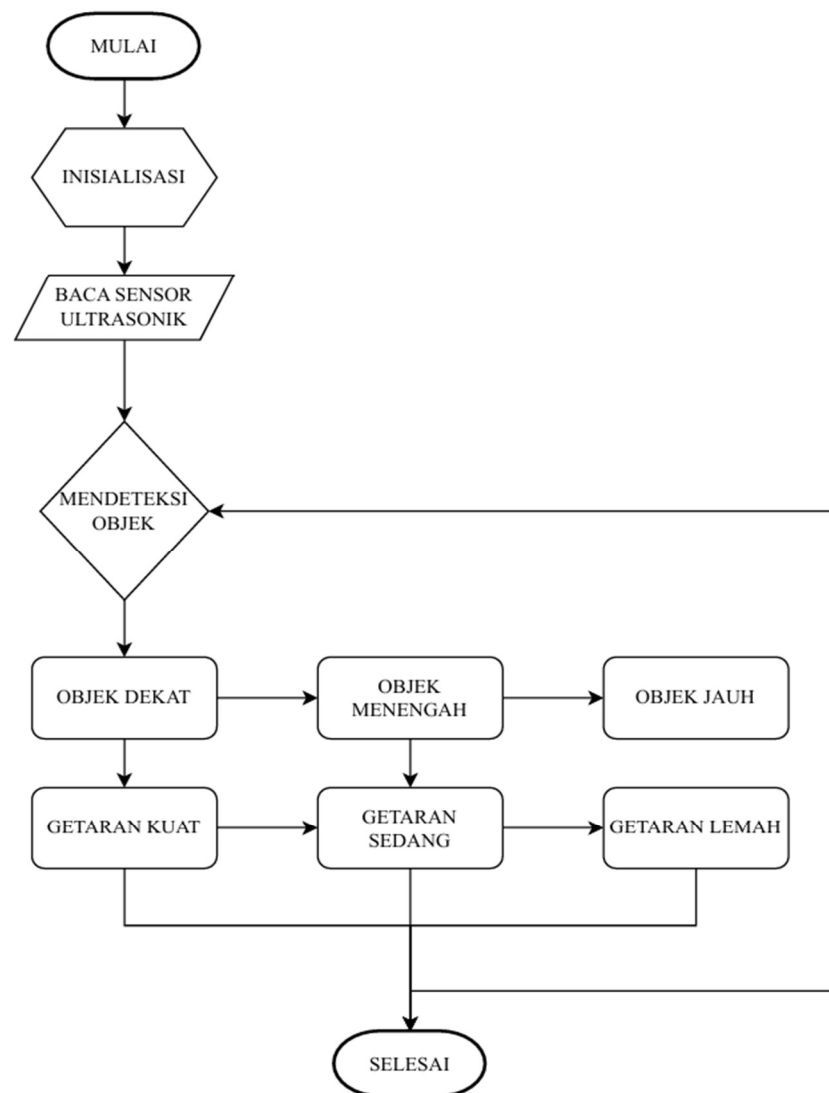 MULAI
INISIALISASI
BACA SENSOR
ULTRASONIK
MENDETEKSI
OBJEK
OBJEK DEKAT
OBJEK
MENENGAH
OBJEK JAUH
GETARAN KUAT
GETARAN
SEDANG
GETARAN LEMAH
SELESAI